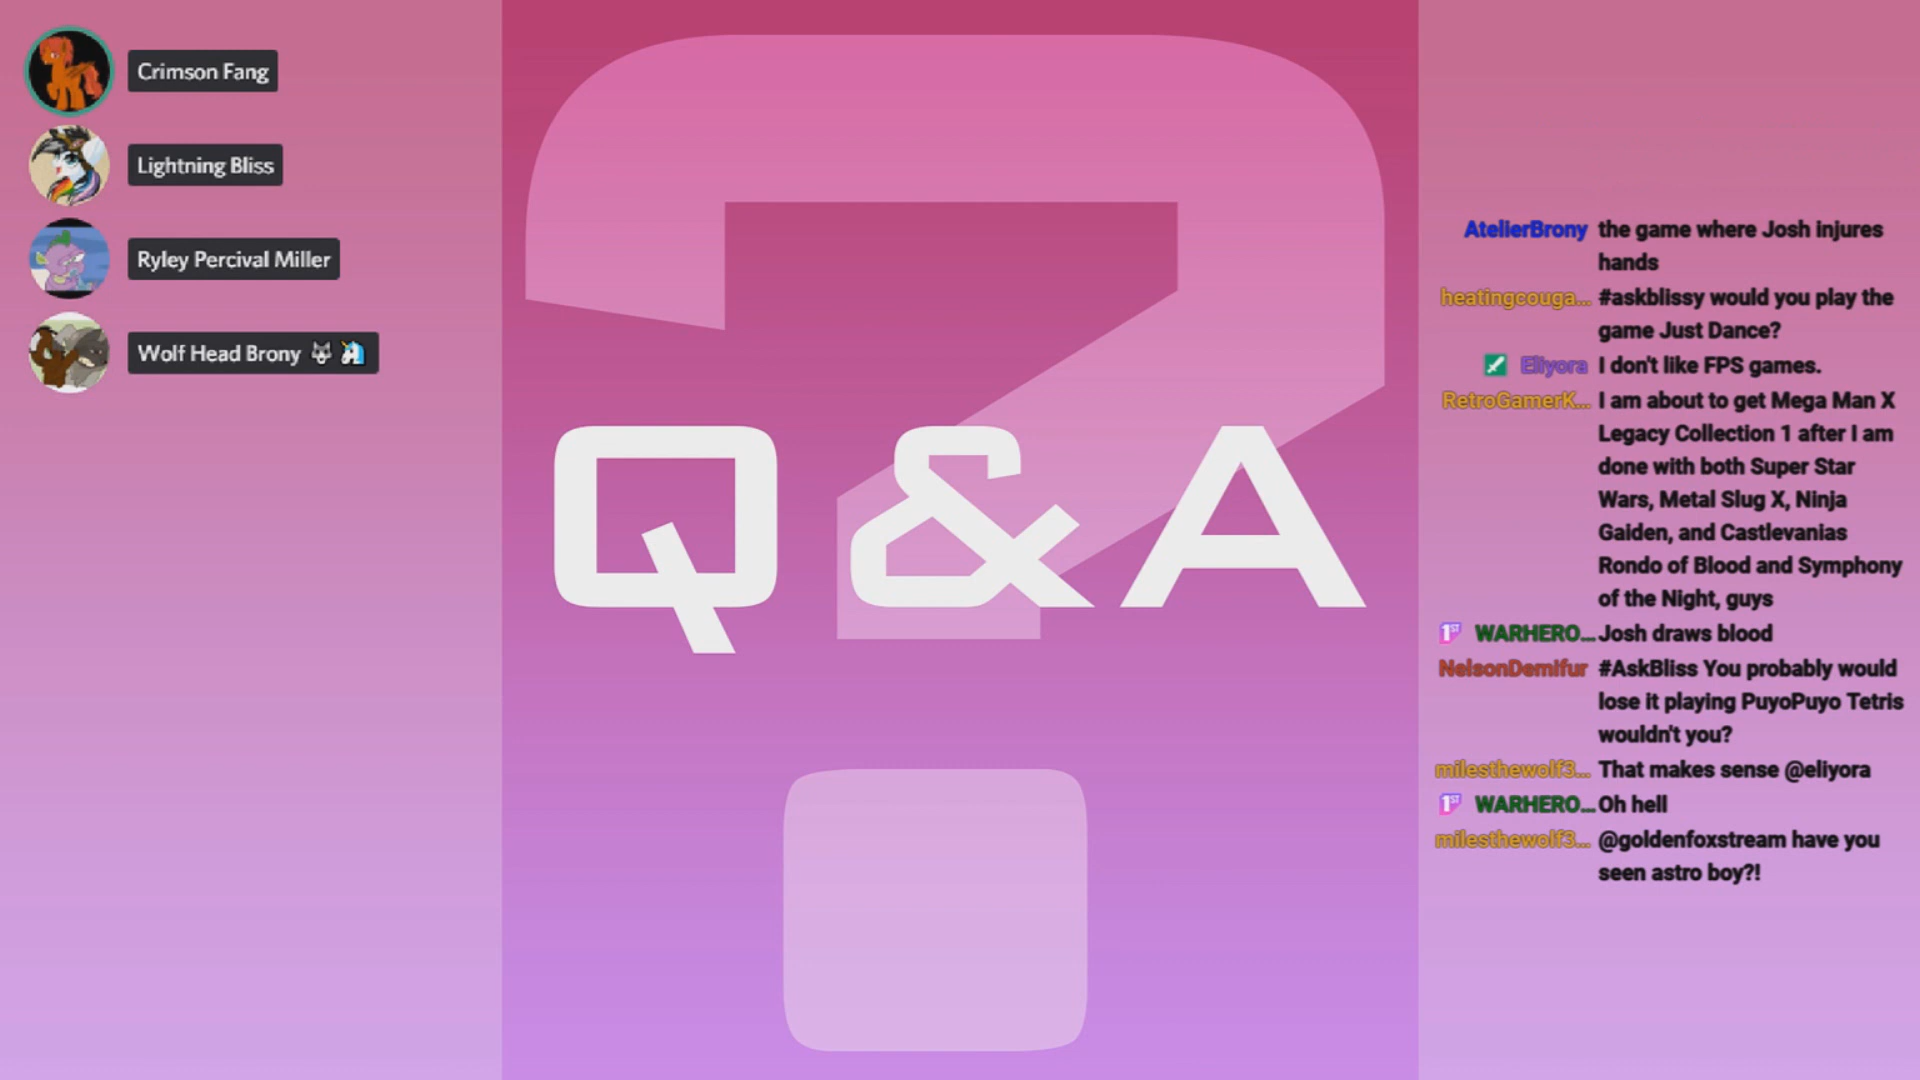 Crimson Fang
Lightning Bliss
Ryley Percival Miller
Wolf Head Brony
Q&A
AtelierBrony the game where Josh injures
hands
heatingcouga... #askblissy would you play the
game Just Dance?
Eliyora I don't like FPS games.
RetroGamerK... I am about to get Mega Man X
Legacy Collection 1 after I am
done with both Super Star
Wars, Metal Slug X, Ninja
Gaiden, and Castlevanias
Rondo of Blood and Symphony
of the Night, guys
1ST WARHERO... Josh draws blood
NelsonDemifur #AskBliss You probably would
lose it playing PuyoPuyo Tetris
wouldn't you?
milesthewolf3... That makes sense @eliyora
1ST WARHERO... Oh hell
milesthewolf3... @goldenfoxstream have you
seen astro boy?!